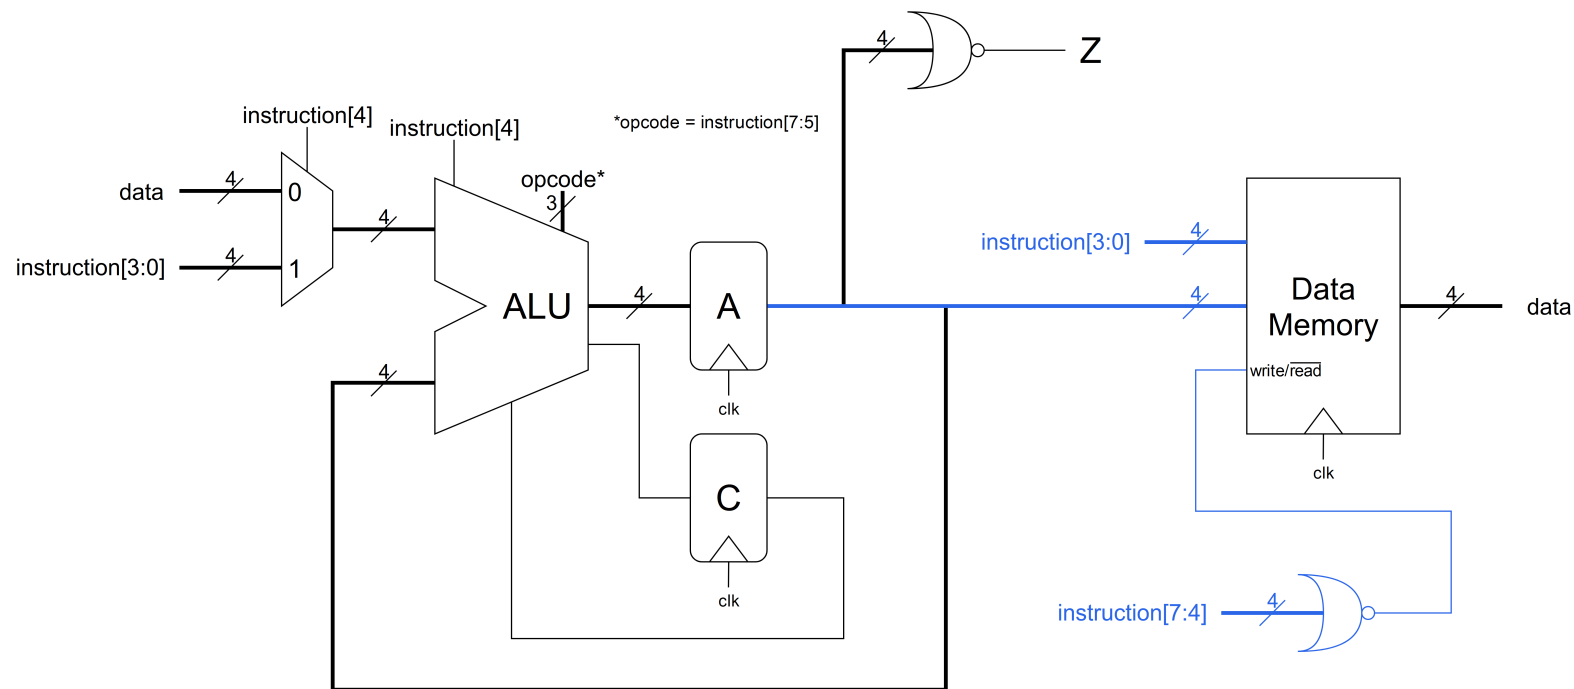 4
Z
instruction[4]
instruction[4]
*opcode = instruction[7:5]
data
4
0
opcode*
3
4
instruction[3:0]
4
1
ALU
4
A
clk
4
C
clk
instruction[3:0]
4
4
Data
Memory
write/read
clk
4
data
instruction[7:4]
4